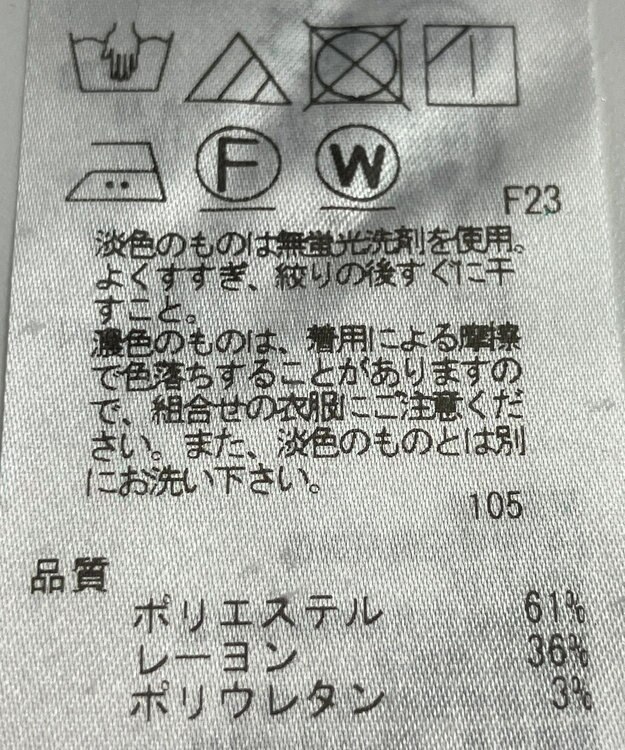 F
W
F23
淡色のものは無蛍光洗剤を使用。
よくすすぎ、絞りの後すぐに干
すこと。
濃色のものは、着用による摩擦
で色落ちすることがありますの
で、組合せの衣服にご注意くだ
さい。また、淡色のものとは別
にお洗い下さい。
105
品質
ポリエステル 61%
レーヨン 36%
ポリウレタン 3%